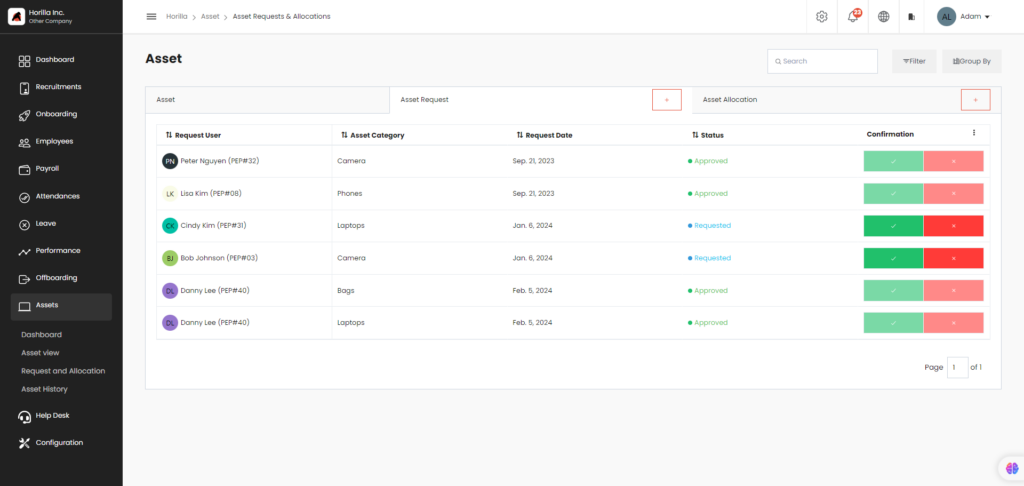 Horilla Inc.
Other Company
Horilla > Asset > Asset Requests & Allocations
23
AL Adam
Dashboard
Recruitments
Onboarding
Employees
Payroll
Attendances
Leave
Performance
Offboarding
Assets
Dashboard
Asset view
Request and Allocation
Asset History
Help Desk
Configuration
Asset
Search
Filter
Group By
Asset
Asset Request +
Asset Allocation +
Request User Asset Category Request Date Status Confirmation
PN Peter Nguyen (PEP#32) Camera Sep. 21, 2023 Approved
LK Lisa Kim (PEP#08) Phones Sep. 21, 2023 Approved
CK Cindy Kim (PEP#31) Laptops Jan. 6, 2024 Requested
BJ Bob Johnson (PEP#03) Camera Jan. 6, 2024 Requested
DL Danny Lee (PEP#40) Bags Feb. 5, 2024 Approved
DL Danny Lee (PEP#40) Laptops Feb. 5, 2024 Approved
Page 1 of 1